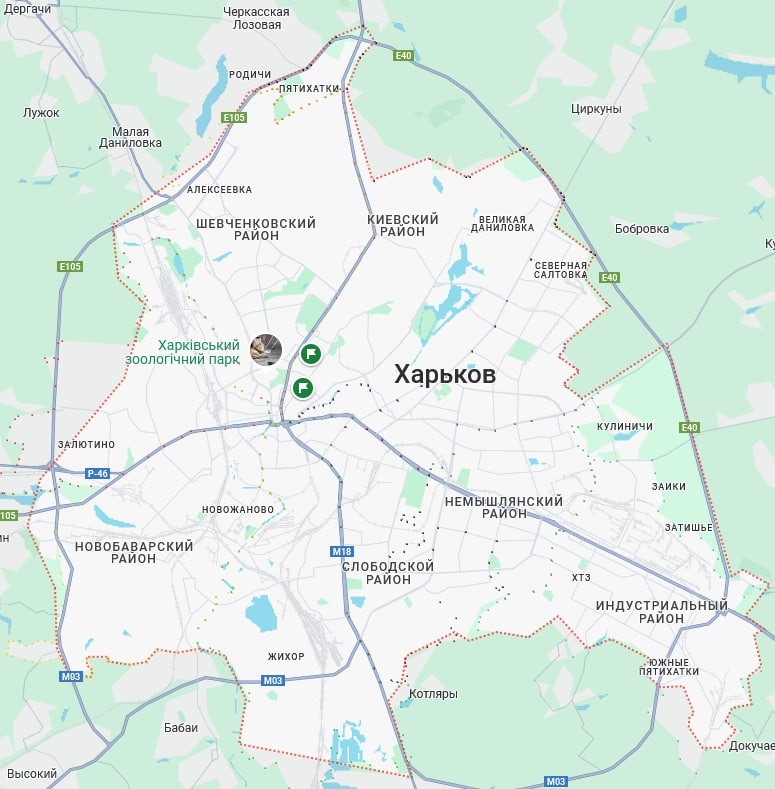 Дергачи
Черкасская
Лозовая
E40
РОДИЧИ
ПЯТИХАТКИ
Лужок
E105
Циркуны
Малая
Даниловка
АЛЕКСЕЕВКА
ШЕВЧЕНКОВСКИЙ
РАЙОН
КИЕВСКИЙ
РАЙОН
ВЕЛИКАЯ
ДАНИЛОВКА
Бобровка
E105
СЕВЕРНАЯ
САЛТОВКА
E40
Харківський
зоологічний парк
Харьков
ЗАЛЮТИНО
КУЛИНИЧИ
E40
P-46
ЗАИКИ
НЕМЫШЛЯНСКИЙ
РАЙОН
НОВОЖАНОВО
105
ЗАТИШЬЕ
НОВОБАВАРСКИЙ
РАЙОН
M18
СЛОБОДСКОЙ
РАЙОН
ХТЗ
ИНДУСТРИАЛЬНЫЙ
РАЙОН
ЖИХОР
ЮЖНЫЕ
ПЯТИХАТКИ
M03
M03
Котляры
Бабаи
Докучае
Высокий
M03